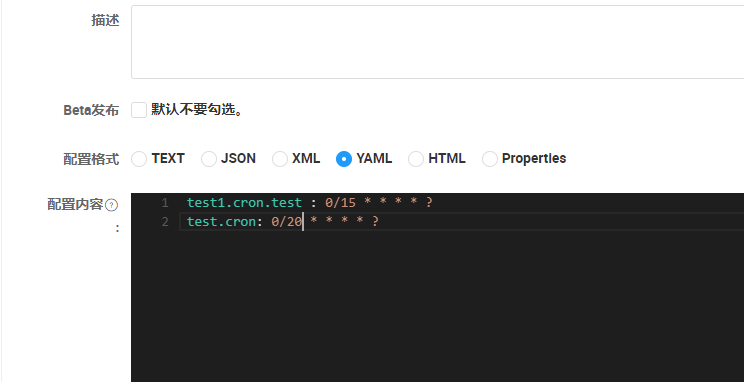 描述
Beta发布 默认不要勾选。
配置格式 TEXT JSON XML YAML HTML Properties
配置内容? 1 test1.cron.test : 0/15 * * * * ?
: 2 test.cron: 0/20 * * * * ?